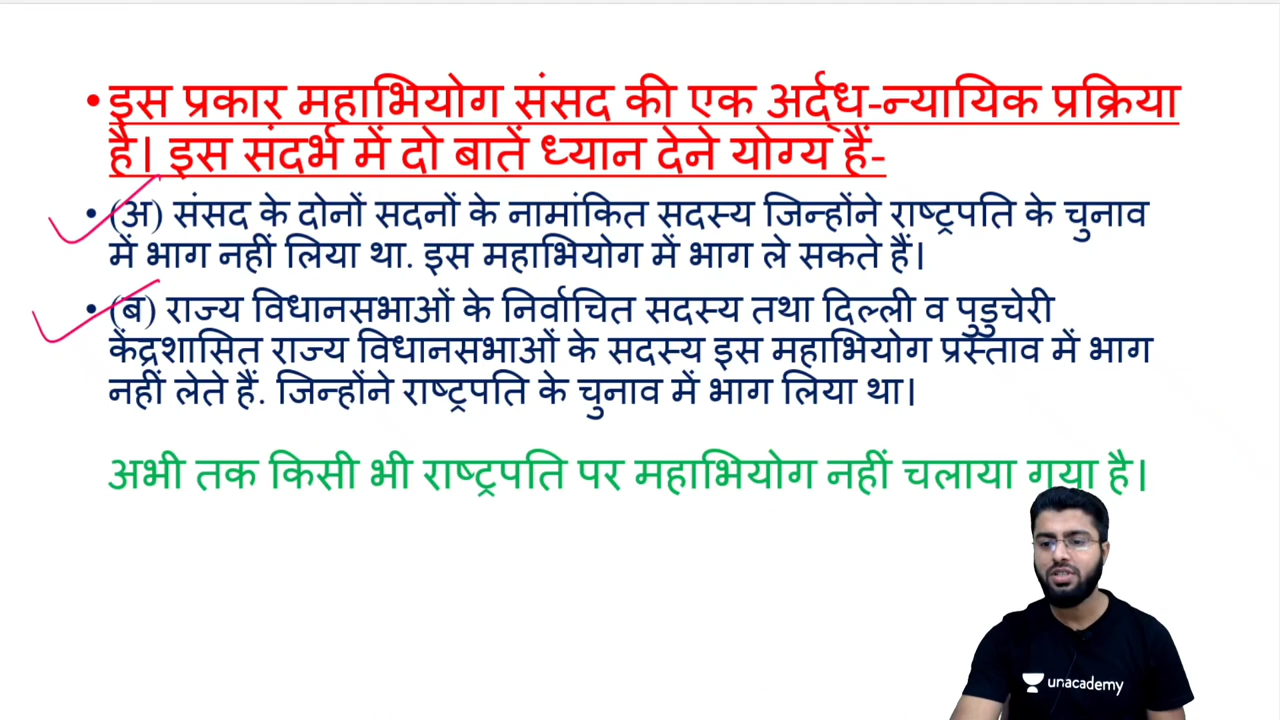 • इस प्रकार महाभियोग संसद की एक अर्द्ध-न्यायिक प्रक्रिया
है। इस संदर्भ में दो बातें ध्यान देने योग्य हैं-
• (अ) संसद के दोनों सदनों के नामांकित सदस्य जिन्होंने राष्ट्रपति के चुनाव
में भाग नहीं लिया था. इस महाभियोग में भाग ले सकते हैं।
• (ब) राज्य विधानसभाओं के निर्वाचित सदस्य तथा दिल्ली व पुडुचेरी
केंद्रशासित राज्य विधानसभाओं के सदस्य इस महाभियोग प्रस्ताव में भाग
नहीं लेते हैं. जिन्होंने राष्ट्रपति के चुनाव में भाग लिया था।
अभी तक किसी भी राष्ट्रपति पर महाभियोग नहीं चलाया गया है।
unacademy